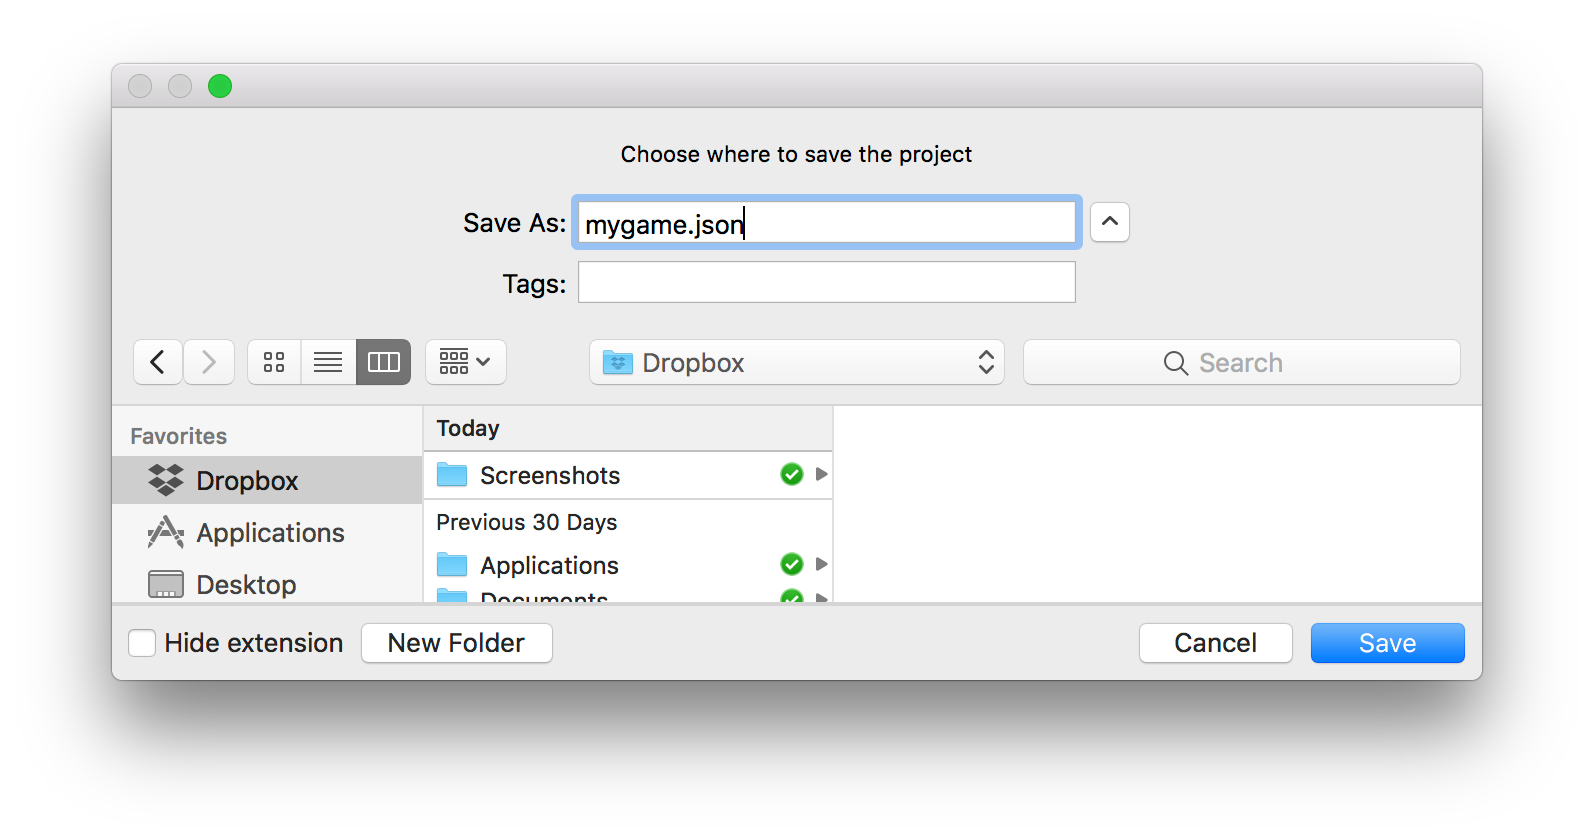 Choose where to save the project
Save As: mygame.json
Tags:
Dropbox
Search
Favorites
Dropbox
Applications
Desktop
Today
Screenshots
Previous 30 Days
Applications
Documents
Hide extension
New Folder
Cancel
Save